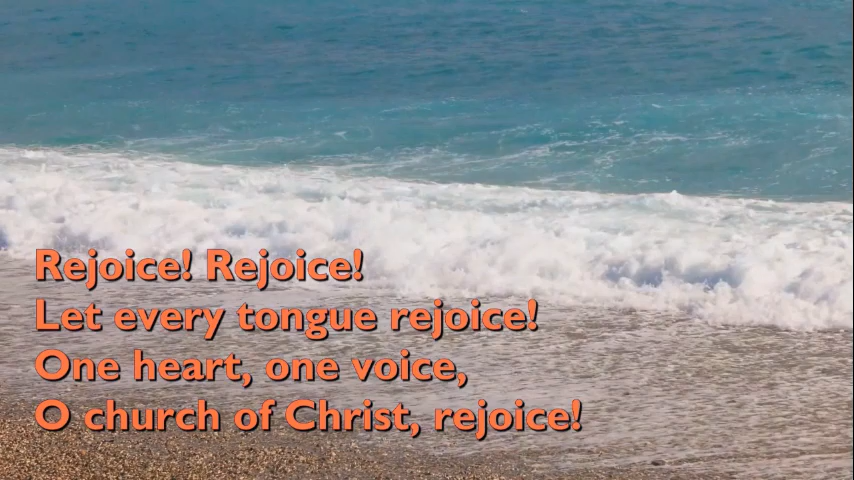 Rejoice! Rejoice!
Let every tongue rejoice!
One heart, one voice,
O church of Christ, rejoice!